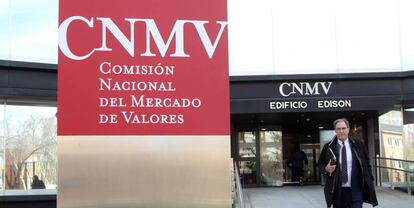 CNMV
COMISIÓN
NACIONAL
DEL MERCADO
DE VALORES
CNMV
EDIFICIO EDISON